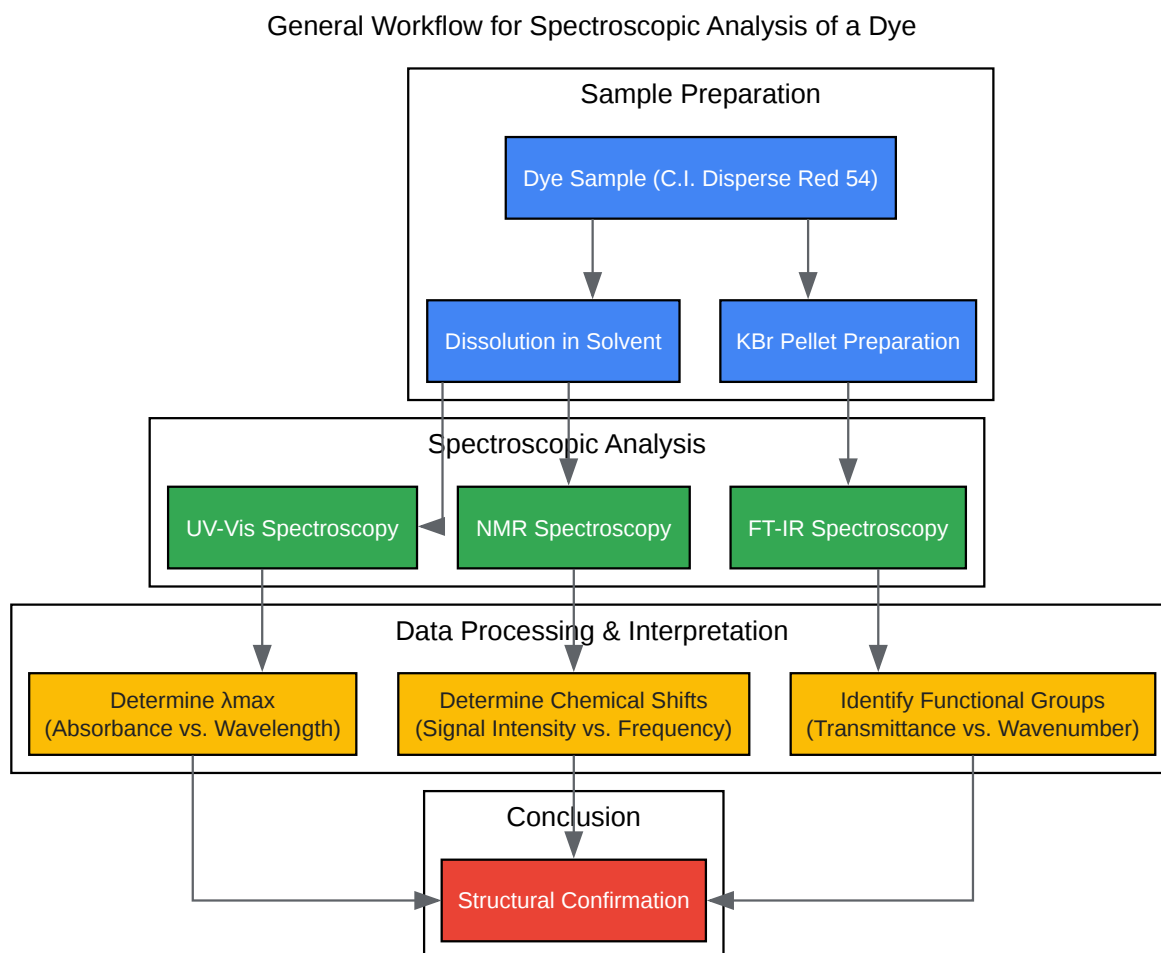 General Workflow for Spectroscopic Analysis of a Dye
Sample Preparation
Dye Sample (C.I. Disperse Red 54)
Dissolution in Solvent
KBr Pellet Preparation
Spectroscopic Analysis
UV-Vis Spectroscopy
NMR Spectroscopy
FT-IR Spectroscopy
Data Processing & Interpretation
Determine λmax
(Absorbance vs. Wavelength)
Determine Chemical Shifts
(Signal Intensity vs. Frequency)
Identify Functional Groups
(Transmittance vs. Wavenumber)
Conclusion
Structural Confirmation